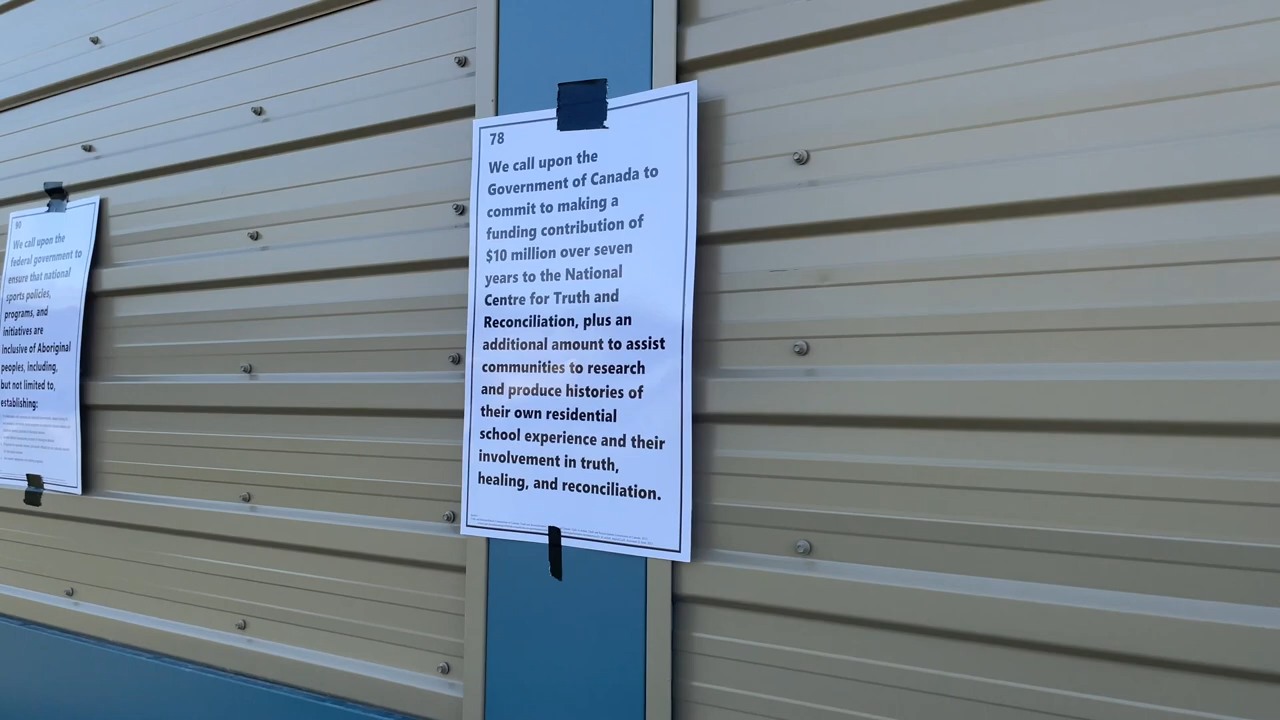 90
We call upon the
federal government to
ensure that national
sports policies,
programs, and
initiatives are
inclusive of Aboriginal
peoples, including,
but not limited to,
establishing:
78
We call upon the
Government of Canada to
commit to making a
funding contribution of
$10 million over seven
years to the National
Centre for Truth and
Reconciliation, plus an
additional amount to assist
communities to research
and produce histories of
their own residential
school experience and their
involvement in truth,
healing, and reconciliation.